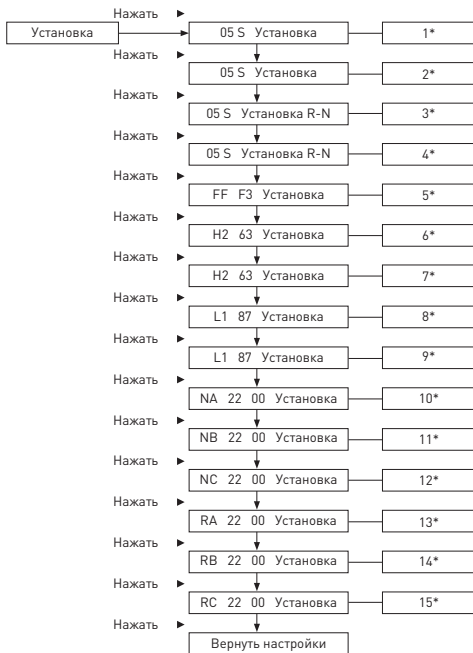 Нажать ►
Установка 05 S Установка 1*
Нажать ►
05 S Установка 2*
Нажать ►
05 S Установка R-N 3*
Нажать ►
05 S Установка R-N 4*
Нажать ►
FF F3 Установка 5*
Нажать ►
H2 63 Установка 6*
Нажать ►
H2 63 Установка 7*
Нажать ►
L1 87 Установка 8*
Нажать ►
L1 87 Установка 9*
Нажать ►
NA 22 00 Установка 10*
Нажать ►
NB 22 00 Установка 11*
Нажать ►
NC 22 00 Установка 12*
Нажать ►
RA 22 00 Установка 13*
Нажать ►
RB 22 00 Установка 14*
Нажать ►
RC 22 00 Установка 15*
Нажать ►
Вернуть настройки